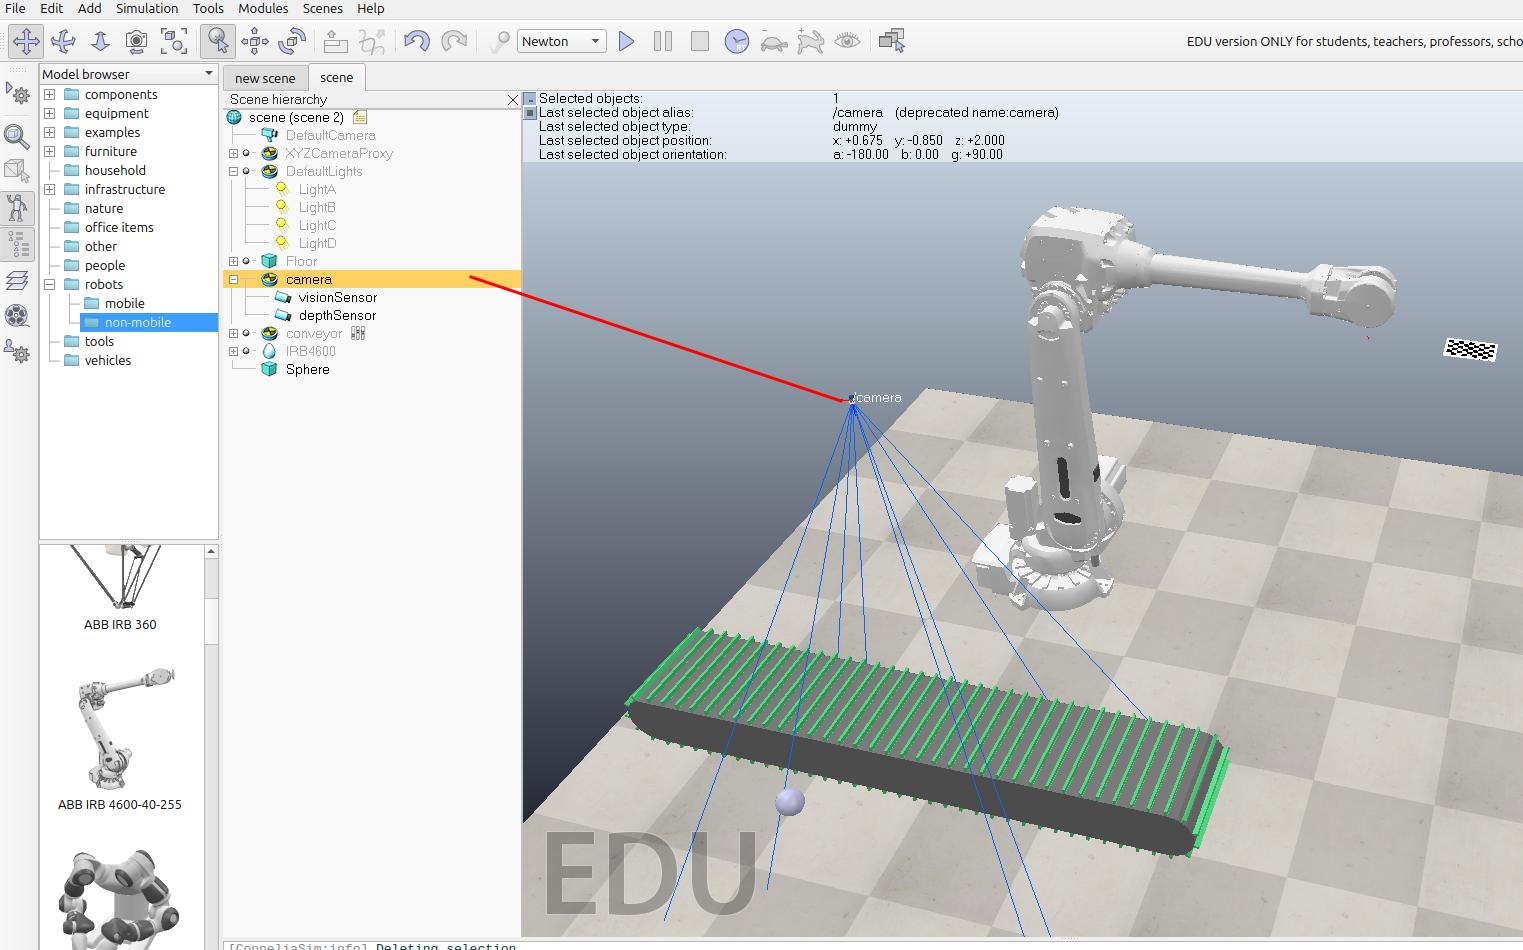 File Edit Add Simulation Tools Modules Scenes Help
Newton
EDU version ONLY for students, teachers, professors, scho
Model browser
components
equipment
examples
furniture
household
infrastructure
nature
office items
other
people
robots
mobile
non-mobile
tools
vehicles
ABB IRB 360
ABB IRB 4600-40-255
new scene scene
Scene hierarchy
scene (scene 2)
DefaultCamera
XYZCameraProxy
DefaultLights
LightA
LightB
LightC
LightD
Floor
camera
visionSensor
depthSensor
conveyor
IRB4600
Sphere
Selected objects: 1
Last selected object alias: /camera (deprecated name:camera)
Last selected object type: dummy
Last selected object position: x: +0.675 y: -0.850 z: +2.000
Last selected object orientation: a: -180.00 b: 0.00 g: +90.00
/camera
EDU
[CoppeliaSim:info] Deleting selection